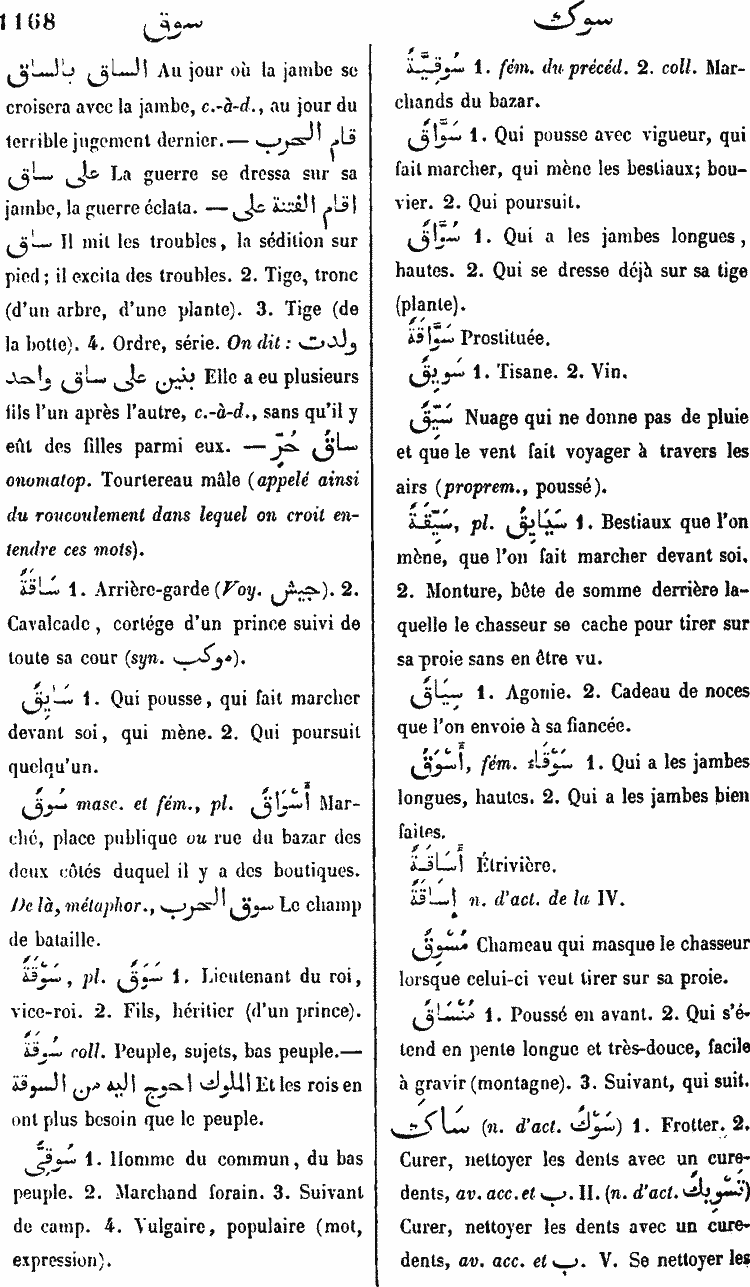 1168 سوق سوك
الساق بالساق Au jour où la jambe se
croisera avec la jambe, c.-à-d., au jour du
terrible jugement dernier. — قام الحرب
على ساق La guerre se dressa sur sa
jambe, la guerre éclata. — اقام الفتنة على
ساق Il mit les troubles, la sédition sur
pied; il excita des troubles. 2. Tige, tronc
(d'un arbre, d'une plante). 3. Tige (de
la botte). 4. Ordre, série. On dit : ولدت
بنين على ساق واحد Elle a eu plusieurs
fils l'un après l'autre, c.-à-d., sans qu'il y
eût des filles parmi eux. — سَاقُ حُرٍّ
onomatop. Tourtereau mâle (appelé ainsi
du roucoulement dans lequel on croit en-
tendre ces mots).
سَاقَةٌ 1. Arrière-garde (Voy. جيش). 2.
Cavalcade, cortége d'un prince suivi de
toute sa cour (syn. موكب).
سَايِقٌ 1. Qui pousse, qui fait marcher
devant soi, qui mène. 2. Qui poursuit
quelqu'un.
سُوقٌ masc. et fém., pl. أَسْوَاقٌ Mar-
ché, place publique ou rue du bazar des
deux côtés duquel il y a des boutiques.
De là, métaphor., سوق الحرب Le champ
de bataille.
سُوْقَةٌ, pl. سُوَقٌ 1. Lieutenant du roi,
vice-roi. 2. Fils, héritier (d'un prince).
سُوقَةٌ coll. Peuple, sujets, bas peuple. —
الملوك احوج اليه من السوقة Et les rois en
ont plus besoin que le peuple.
سُوقِىٌّ 1. Homme du commun, du bas
peuple. 2. Marchand forain. 3. Suivant
de camp. 4. Vulgaire, populaire (mot,
expression).
سُوقِيَّةٌ 1. fém. du précéd. 2. coll. Mar-
chands du bazar.
سَوَّاقٌ 1. Qui pousse avec vigueur, qui
fait marcher, qui mène les bestiaux; bou-
vier. 2. Qui poursuit.
سُوَّاقٌ 1. Qui a les jambes longues,
hautes. 2. Qui se dresse déjà sur sa tige
(plante).
سَوَّاقَةٌ Prostituée.
سَوِيقٌ 1. Tisane. 2. Vin.
سَيِّقٌ Nuage qui ne donne pas de pluie
et que le vent fait voyager à travers les
airs (proprem., poussé).
سَيِّقَةٌ, pl. سَيَايِقُ 1. Bestiaux que l'on
mène, que l'on fait marcher devant soi.
2. Monture, bête de somme derrière la-
quelle le chasseur se cache pour tirer sur
sa proie sans en être vu.
سِيَاقٌ 1. Agonie. 2. Cadeau de noces
que l'on envoie à sa fiancée.
أَسْوَقُ, fém. سَوْقَاءُ 1. Qui a les jambes
longues, hautes. 2. Qui a les jambes bien
faites.
أَسَاقَةٌ Étrivière.
إِسَاقَةٌ n. d'act. de la IV.
مُسْوِقٌ Chameau qui masque le chasseur
lorsque celui-ci veut tirer sur sa proie.
مُنْسَاقٌ 1. Poussé en avant. 2. Qui s'é-
tend en pente longue et très-douce, facile
à gravir (montagne). 3. Suivant, qui suit.
سَاكَ (n. d'act. سَوْكٌ) 1. Frotter. 2.
Curer, nettoyer les dents avec un cure-
dents, av. acc. et ب. II. (n. d'act. تَسْوِيكٌ)
Curer, nettoyer les dents avec un cure-
dents, av. acc. et ب. V. Se nettoyer les